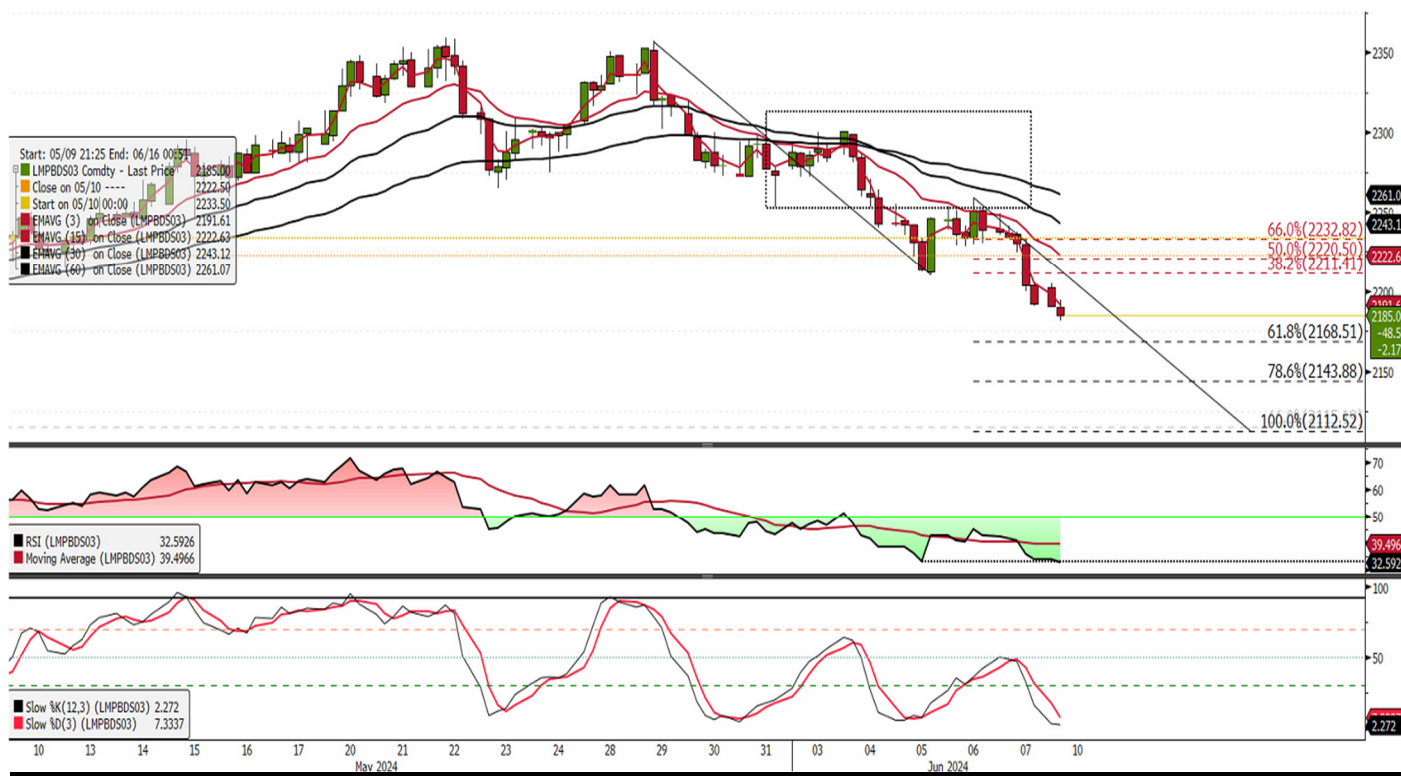 2350
2300
2250
2200
2150
Start: 05/09 21:25 End: 06/16 00:51
LMPBDS03 Comdty - Last Price 2185.00
Close on 05/10 ---- 2222.50
Start on 05/10 00:00 2233.50
EMAVG (3) on Close (LMPBDS03) 2191.61
EMAVG (15) on Close (LMPBDS03) 2222.63
EMAVG (30) on Close (LMPBDS03) 2243.12
EMAVG (60) on Close (LMPBDS03) 2261.07
2261.0
2243.1
66.0%(2232.82)
50.0%(2220.50)
2222.6
38.2%(2211.41)
2191.6
2185.0
-48.5
-2.17
61.8%(2168.51)
78.6%(2143.88)
100.0%(2112.52)
70
60
50
39.496
32.592
RSI (LMPBDS03) 32.5926
Moving Average (LMPBDS03) 39.4966
100
50
2.272
Slow %K(12,3) (LMPBDS03) 2.272
Slow %D(3) (LMPBDS03) 7.3337
10 13 14 15 16 17 20 21 22 23 24 27 28 29 30 31 03 04 05 06 07 10
May 2024 Jun 2024